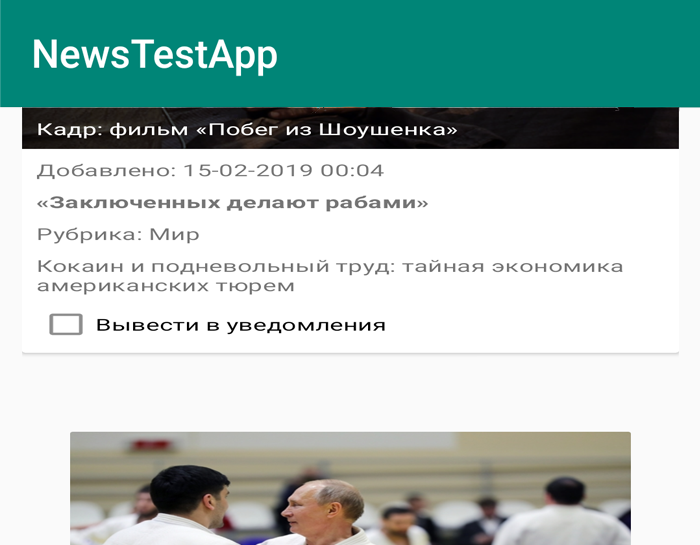 NewsTestApp
Кадр: фильм «Побег из Шоушенка»
Добавлено: 15-02-2019 00:04
«Заключенных делают рабами»
Рубрика: Мир
Кокаин и подневольный труд: тайная экономика
американских тюрем
Вывести в уведомления